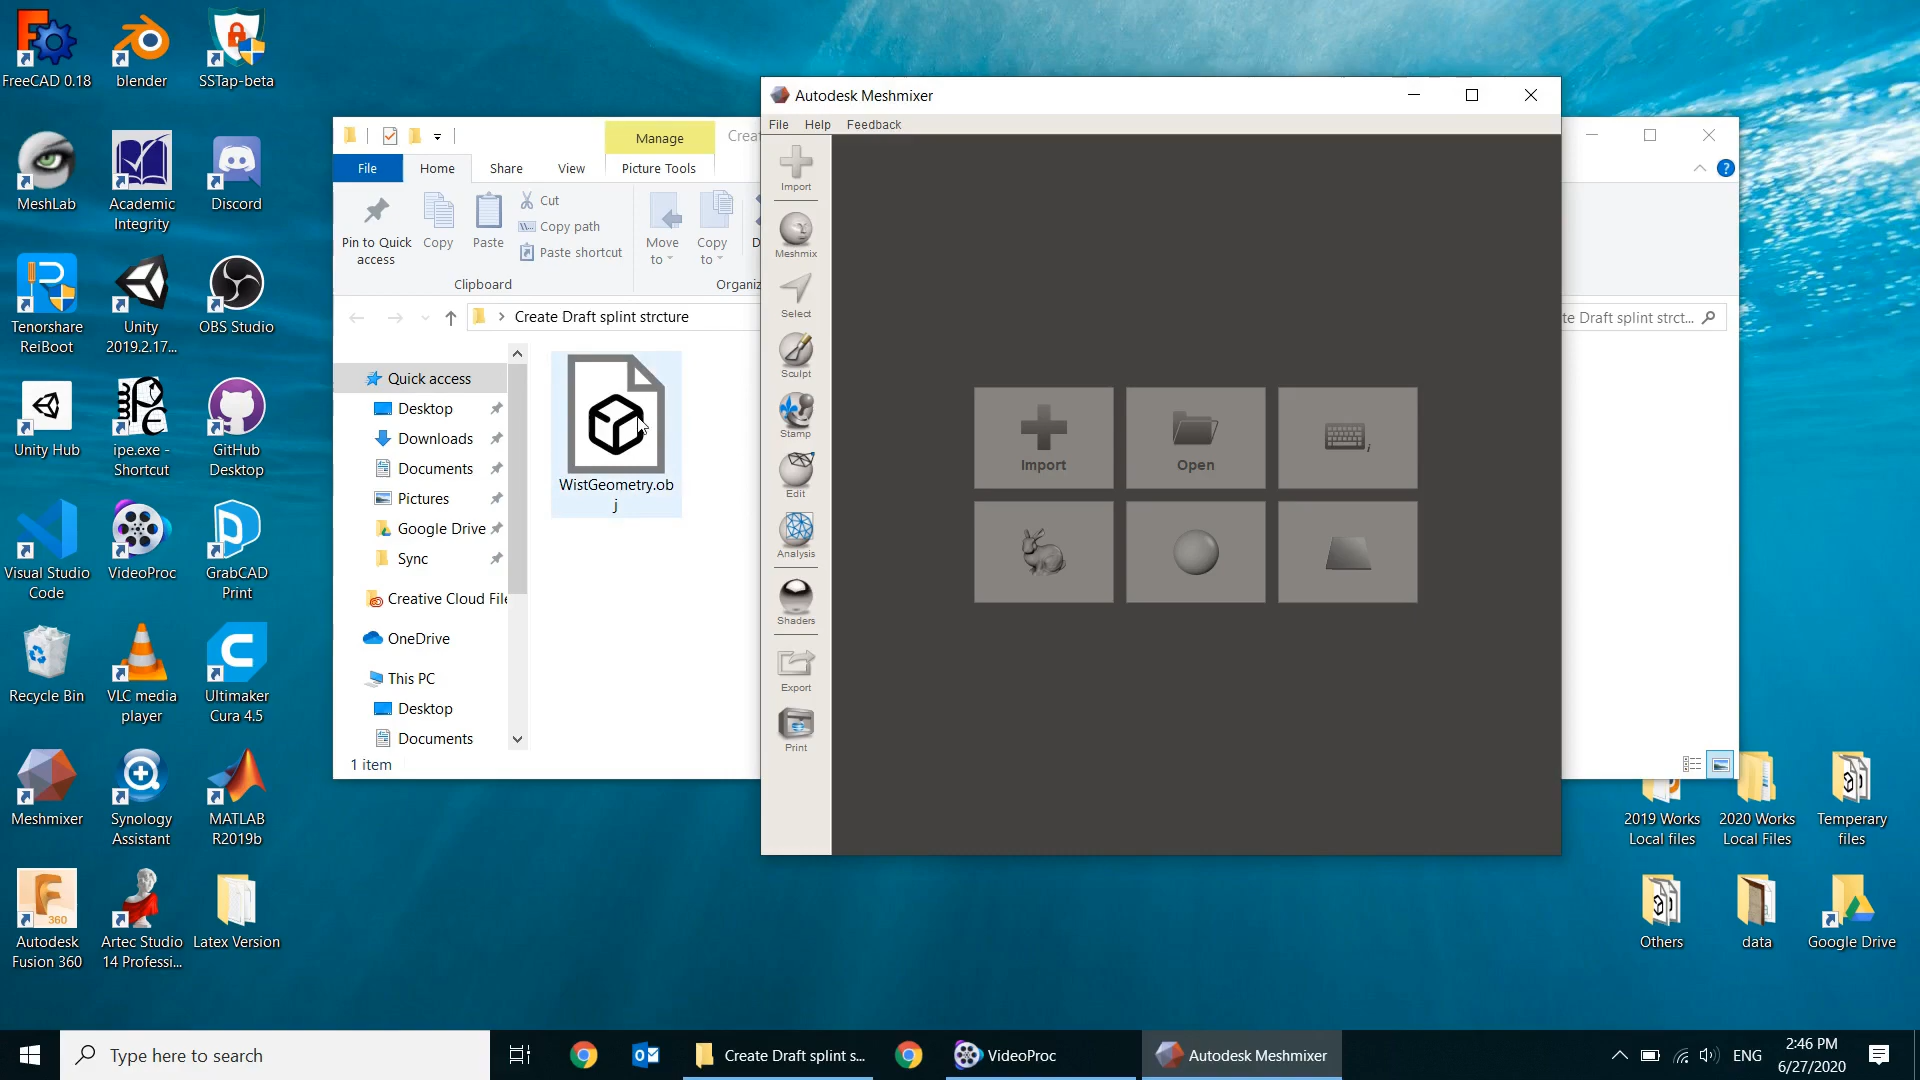 FreeCAD 0.18
blender
SSTap-beta
MeshLab
Academic
Integrity
Discord
Tenorshare
ReiBoot
Unity
2019.2.17...
OBS Studio
Unity Hub
ipe.exe -
Shortcut
GitHub
Desktop
Visual Studio
Code
VideoProc
GrabCAD
Print
Recycle Bin
VLC media
player
Ultimaker
Cura 4.5
Meshmixer
Synology
Assistant
MATLAB
R2019b
Autodesk
Fusion 360
Artec Studio
14 Professi...
Latex Version
360
Manage
Crea
File
Home
Share
View
Picture Tools
Pin to Quick
access
Copy
Paste
Cut
Copy path
Paste shortcut
Move
to
Copy
to
D
Clipboard
Organiz
Create Draft splint strcture
te Draft splint strct...
Quick access
Desktop
Downloads
Documents
Pictures
Google Drive
Sync
Creative Cloud File
OneDrive
This PC
Desktop
Documents
1 item
WistGeometry.ob
j
Autodesk Meshmixer
File Help Feedback
Import
Meshmix
Select
Sculpt
Stamp
Edit
Analysis
Shaders
Export
Print
Import
Open
i
2019 Works
Local files
2020 Works
Local Files
Temperary
files
Others
data
Google Drive
Type here to search
Create Draft splint s...
VideoProc
Autodesk Meshmixer
ENG
2:46 PM
6/27/2020